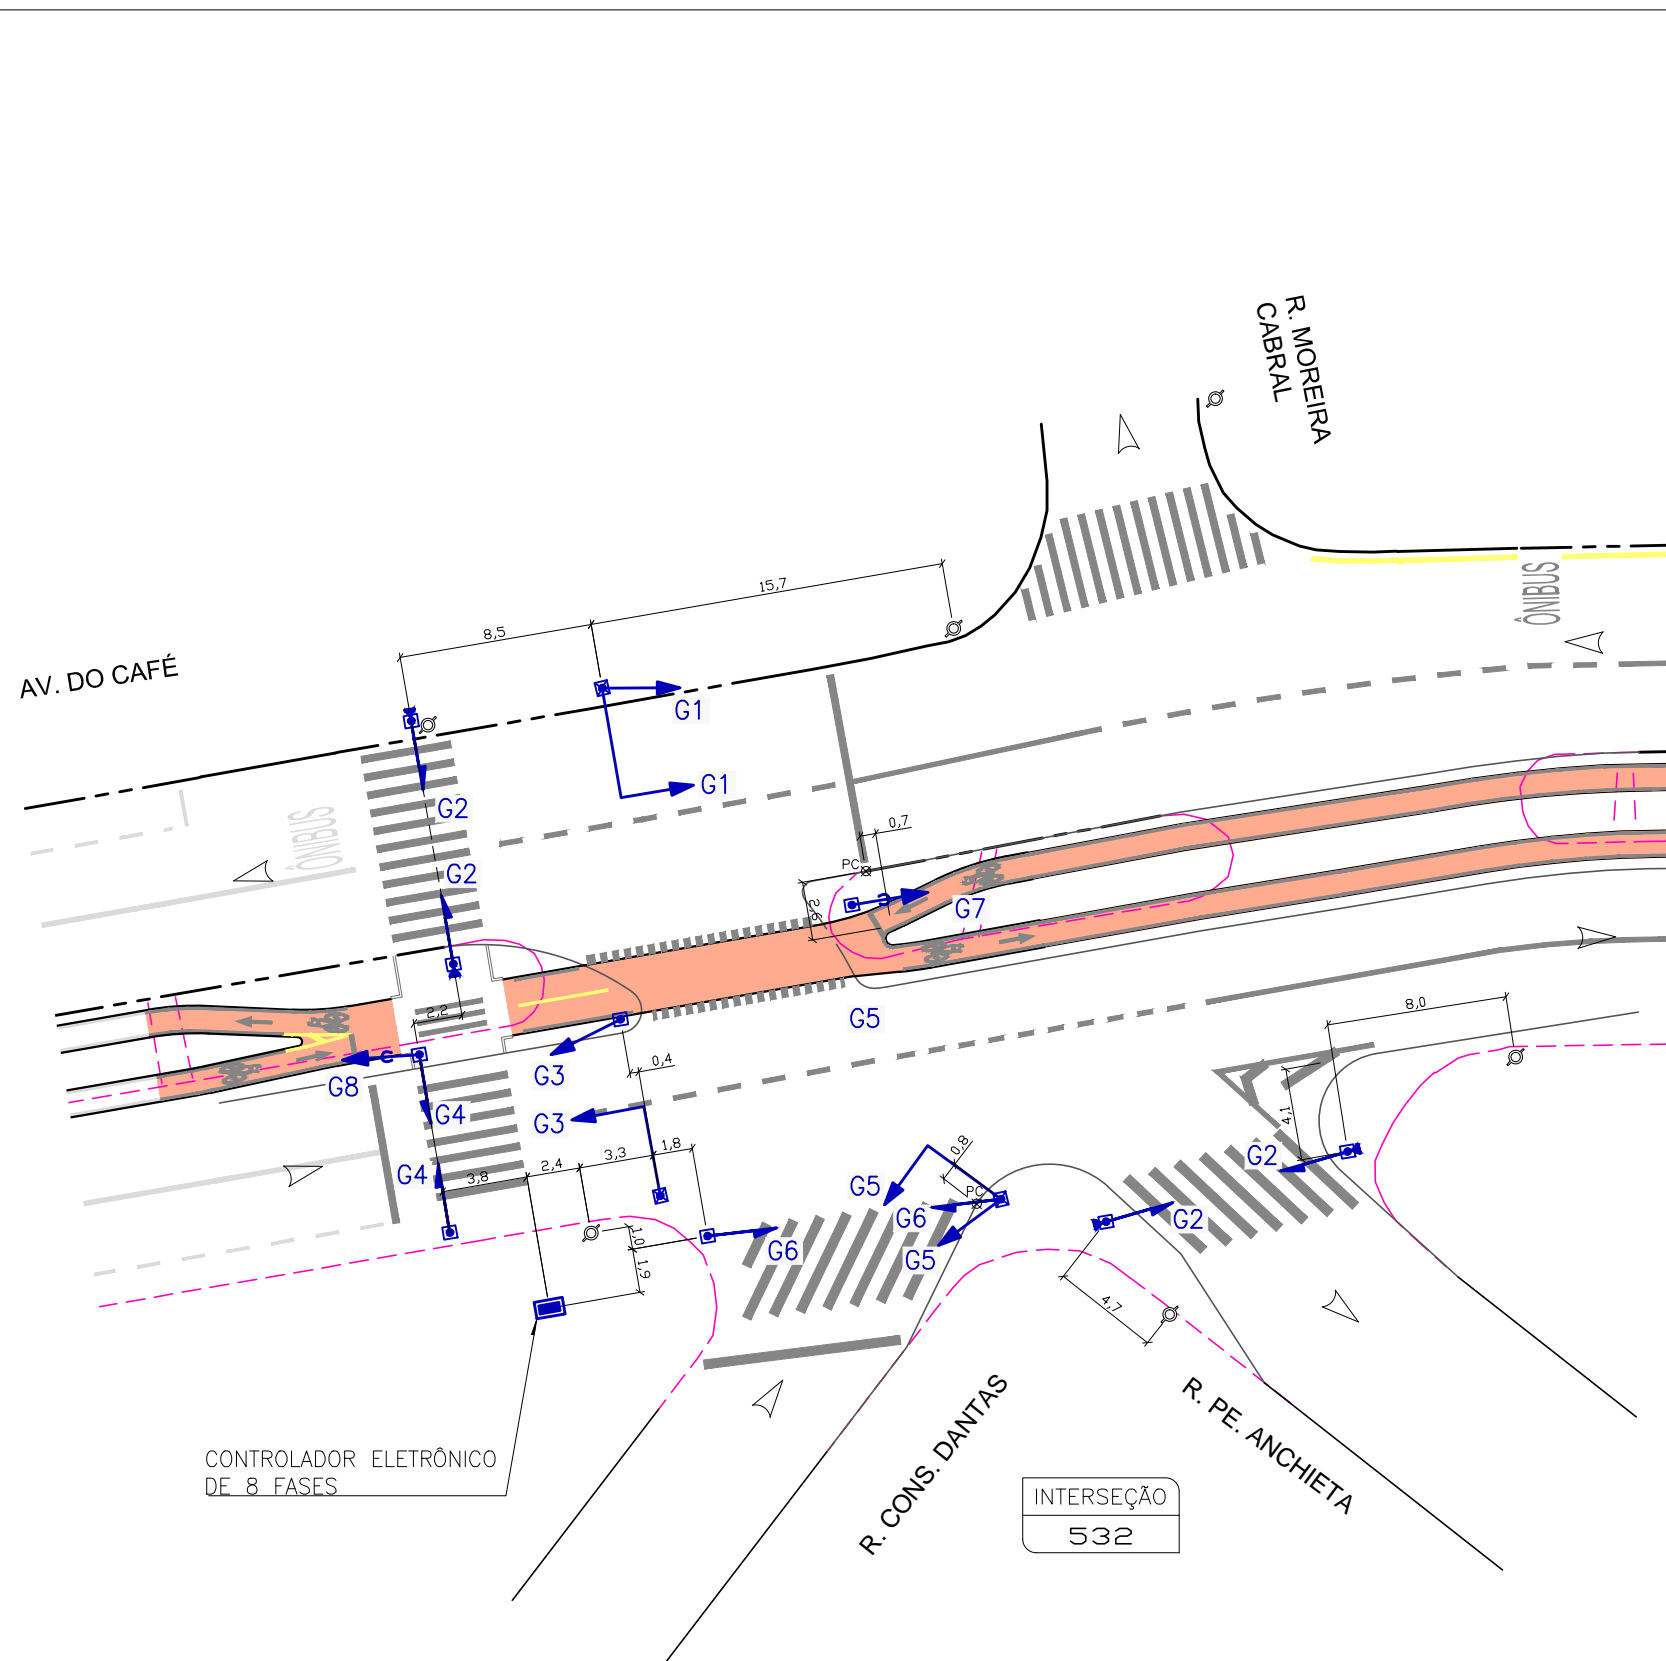 R. MOREIRA
CABRAL
ÔNIBUS
15,7
8,5
AV. DO CAFÉ
G1
G1
G2
ÔNIBUS
0,7
PC
G2
2,6
G7
2,2
G5
8,0
0,4
G3
G8
G4
G3
4,1
0,8
1,8
3,3
2,4
3,8
G4
G2
G5
PC
G6
G2
G6
G5
1,0
1,9
4,7
CONTROLADOR ELETRÔNICO
DE 8 FASES
R. CONS. DANTAS
R. PE. ANCHIETA
INTERSEÇÃO
532